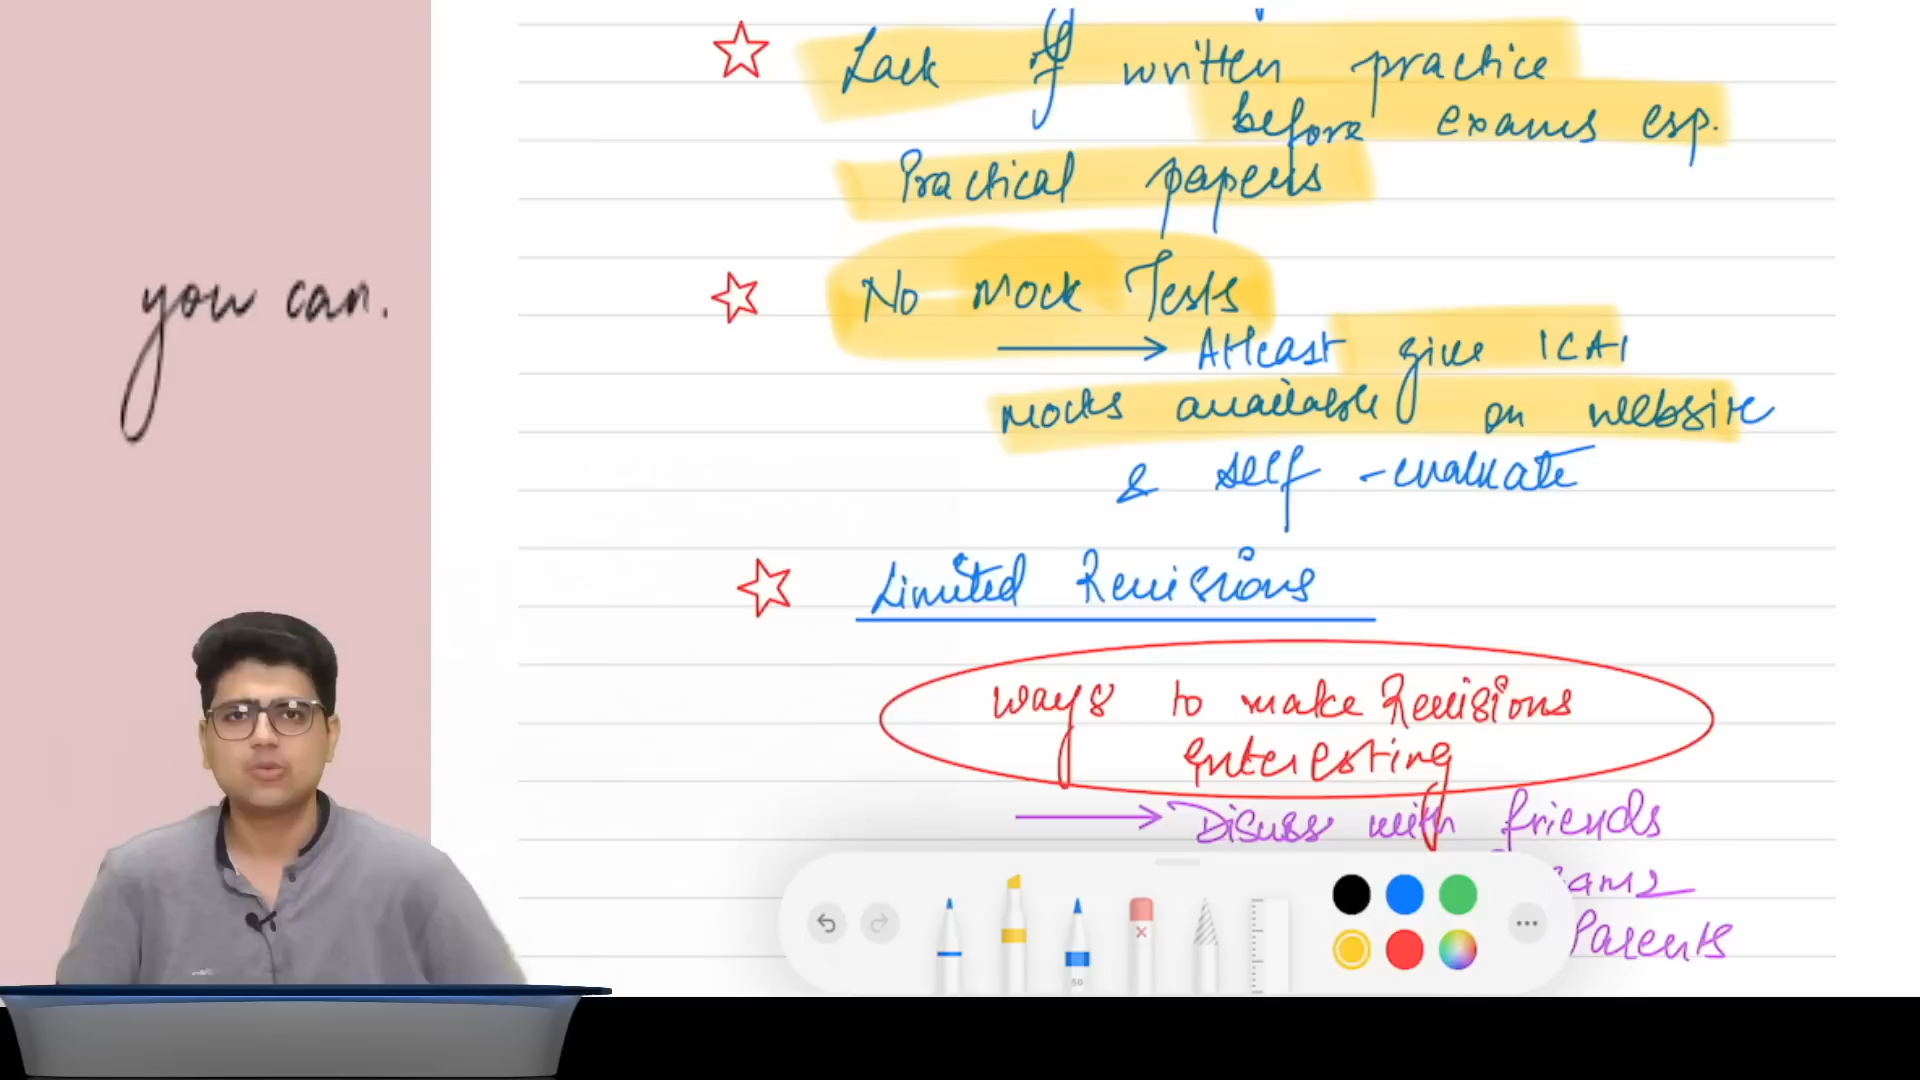 you can.
Lack of written practice
before exams esp.
Practical papers
No Mock Tests
Atleast give ICAI
mocks available on website
& self-evaluate
Limited Revisions
ways to make Revisions
interesting
Discuss with friends
Parents
50